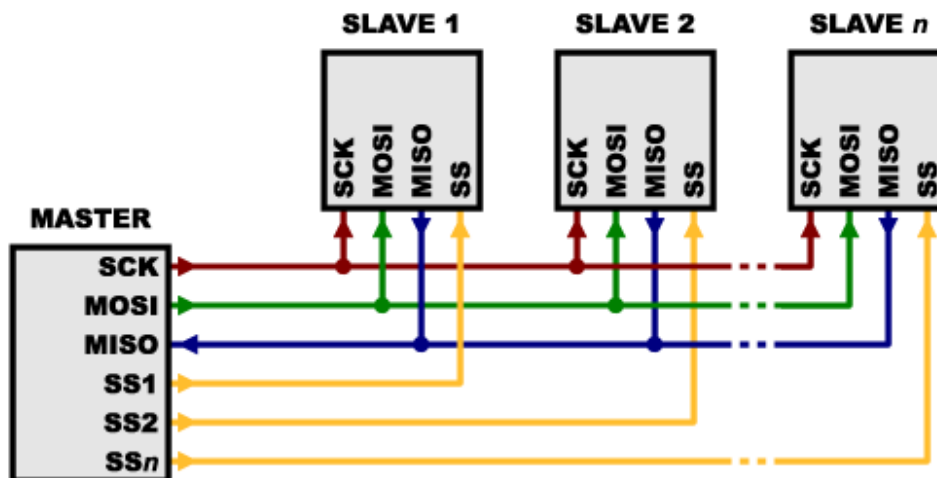 SLAVE 1
SLAVE 2
SLAVE n
SCK
MOSI
MISO
SS
SCK
MOSI
MISO
SS
SCK
MOSI
MISO
SS
MASTER
SCK
MOSI
MISO
SS1
SS2
SSn